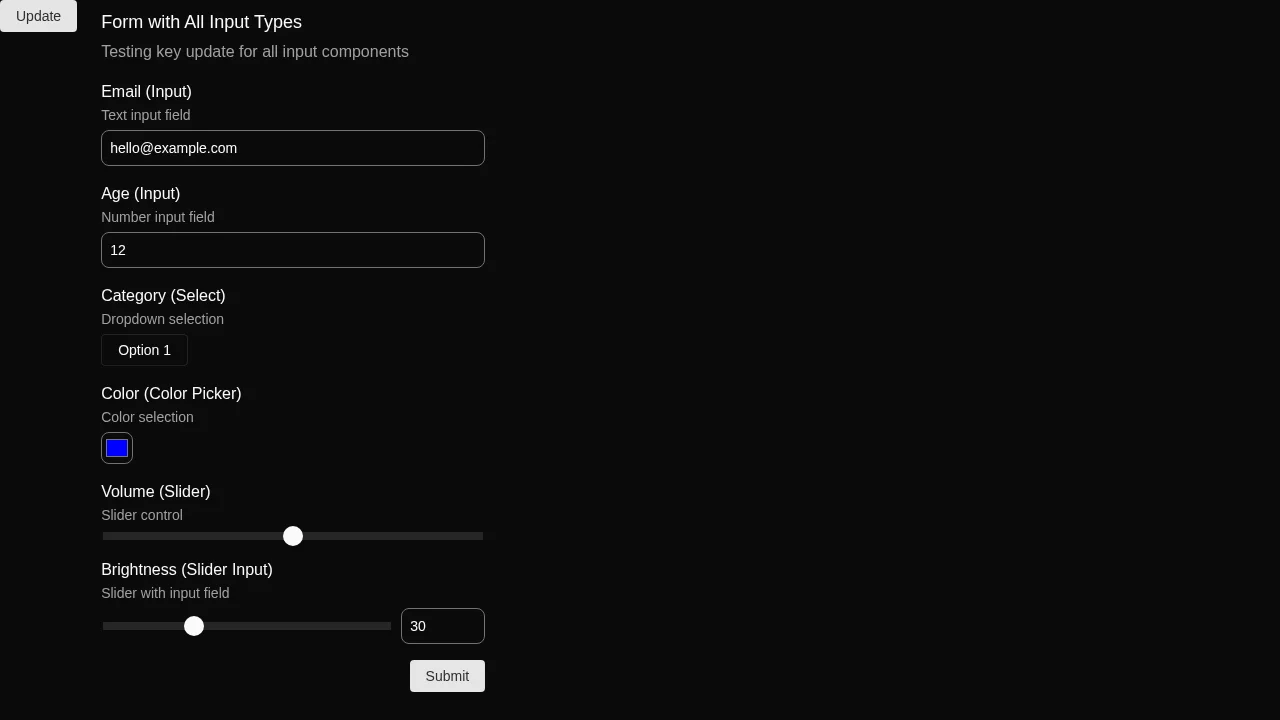 Update
Form with All Input Types
Testing key update for all input components
Email (Input)
Text input field
hello@example.com
Age (Input)
Number input field
12
Category (Select)
Dropdown selection
Option 1
Color (Color Picker)
Color selection
Volume (Slider)
Slider control
Brightness (Slider Input)
Slider with input field
30
Submit